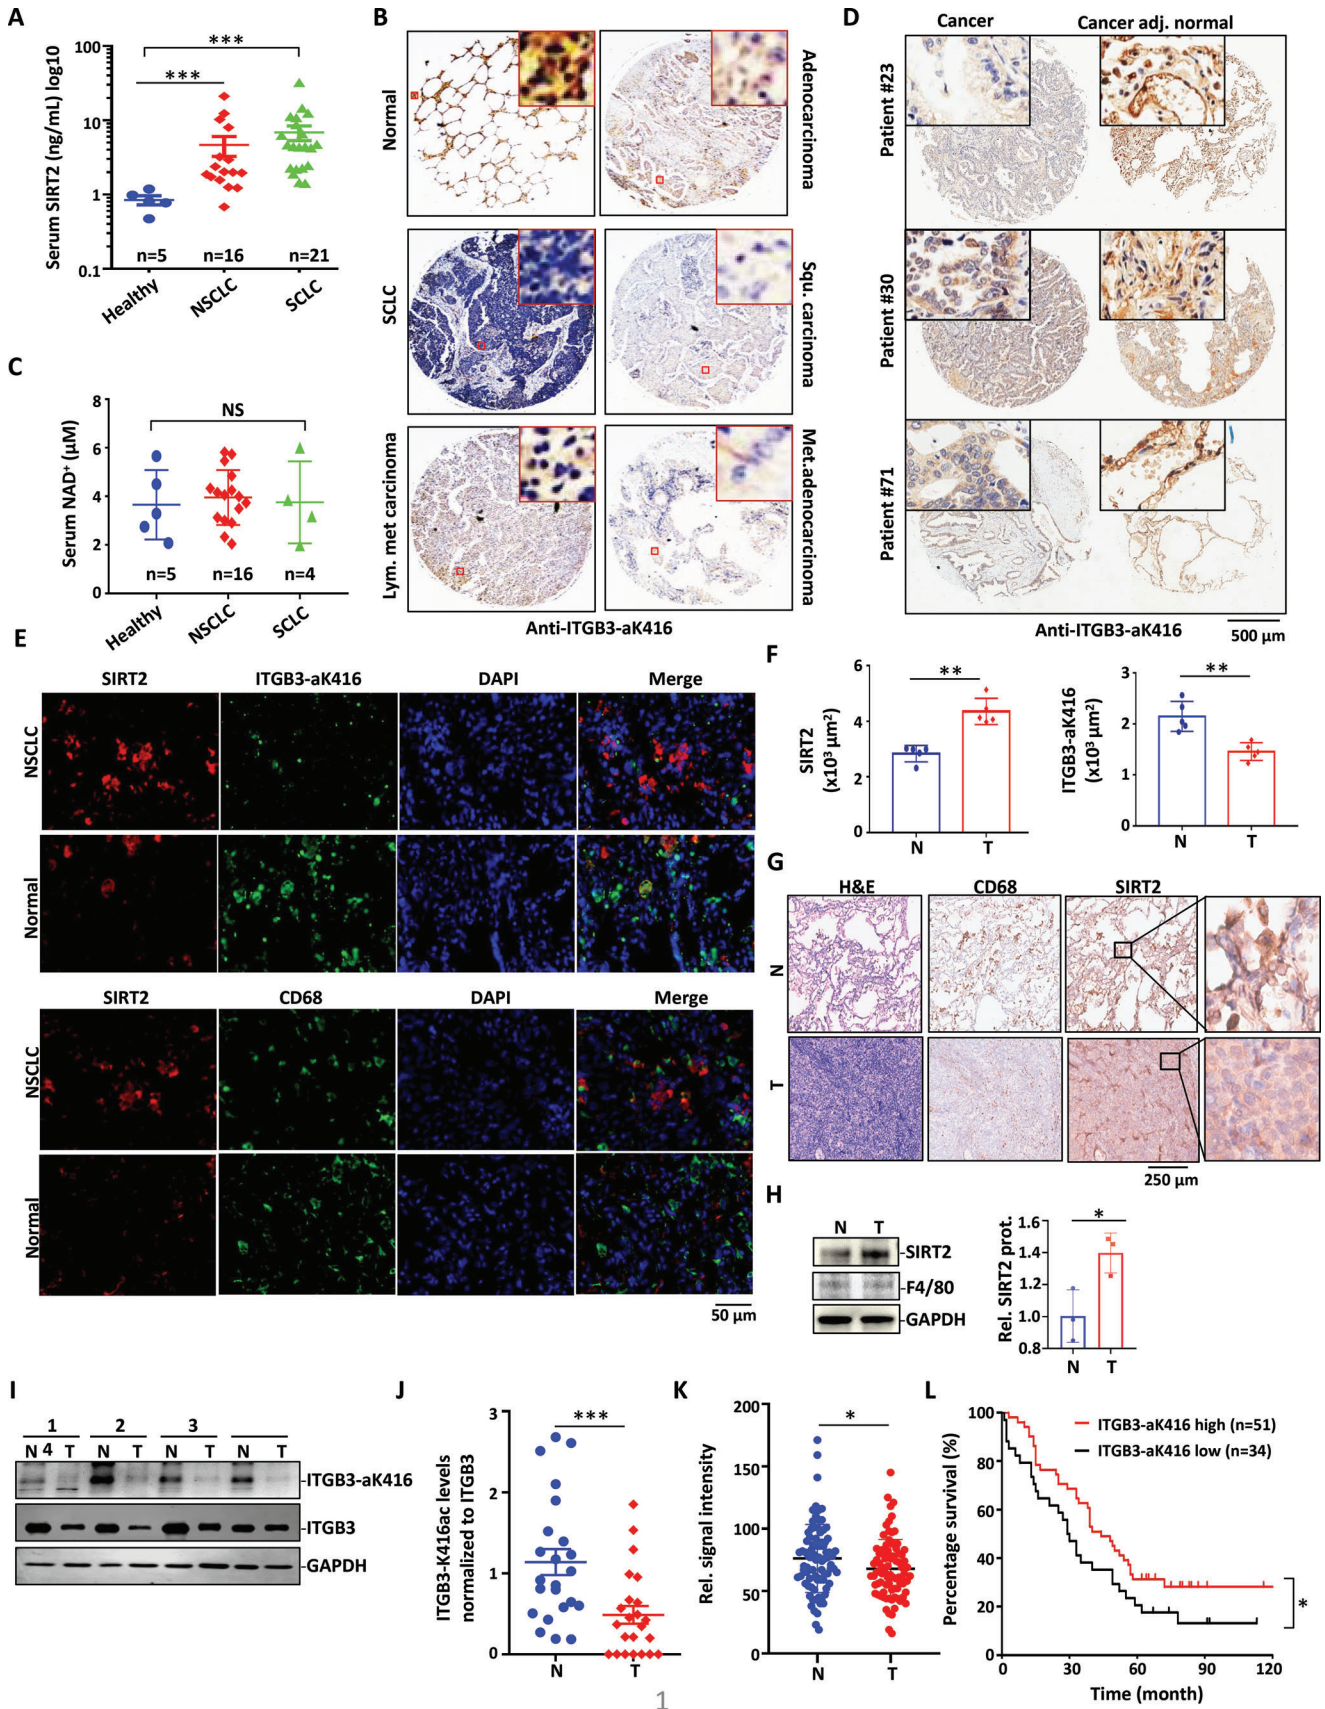 A
Serum SIRT2 (ng/mL) log10
100
10
1
0.1
***
***
n=5
n=16
n=21
Healthy
NSCLC
SCLC
B
Normal
Adenocarcinoma
SCLC
Squ. carcinoma
Lym. met carcinoma
Met.adenocarcinoma
Anti-ITGB3-aK416
C
Serum NAD⁺ (µM)
8
6
4
2
0
NS
n=5
n=16
n=4
Healthy
NSCLC
SCLC
D
Cancer
Cancer adj. normal
Patient #23
Patient #30
Patient #71
Anti-ITGB3-aK416
500 µm
E
SIRT2
ITGB3-aK416
DAPI
Merge
NSCLC
Normal
SIRT2
CD68
DAPI
Merge
NSCLC
Normal
50 µm
F
SIRT2
(x10³ µm²)
6
4
2
0
**
N
T
ITGB3-aK416
(x10³ µm²)
3
2
1
0
**
N
T
G
H&E
CD68
SIRT2
N
T
250 µm
H
N T
-SIRT2
-F4/80
-GAPDH
Rel. SIRT2 prot.
1.6
1.4
1.2
1.0
0.8
*
N
T
I
1 2 3
N 4 T N T N T N T
-ITGB3-aK416
-ITGB3
-GAPDH
J
ITGB3-K416ac levels
normalized to ITGB3
3
2
1
0
***
N
T
K
Rel. signal intensity
200
150
100
50
0
*
N
T
L
Percentage survival (%)
100
80
60
40
20
0
ITGB3-aK416 high (n=51)
ITGB3-aK416 low (n=34)
*
0 30 60 90 120
Time (month)
1